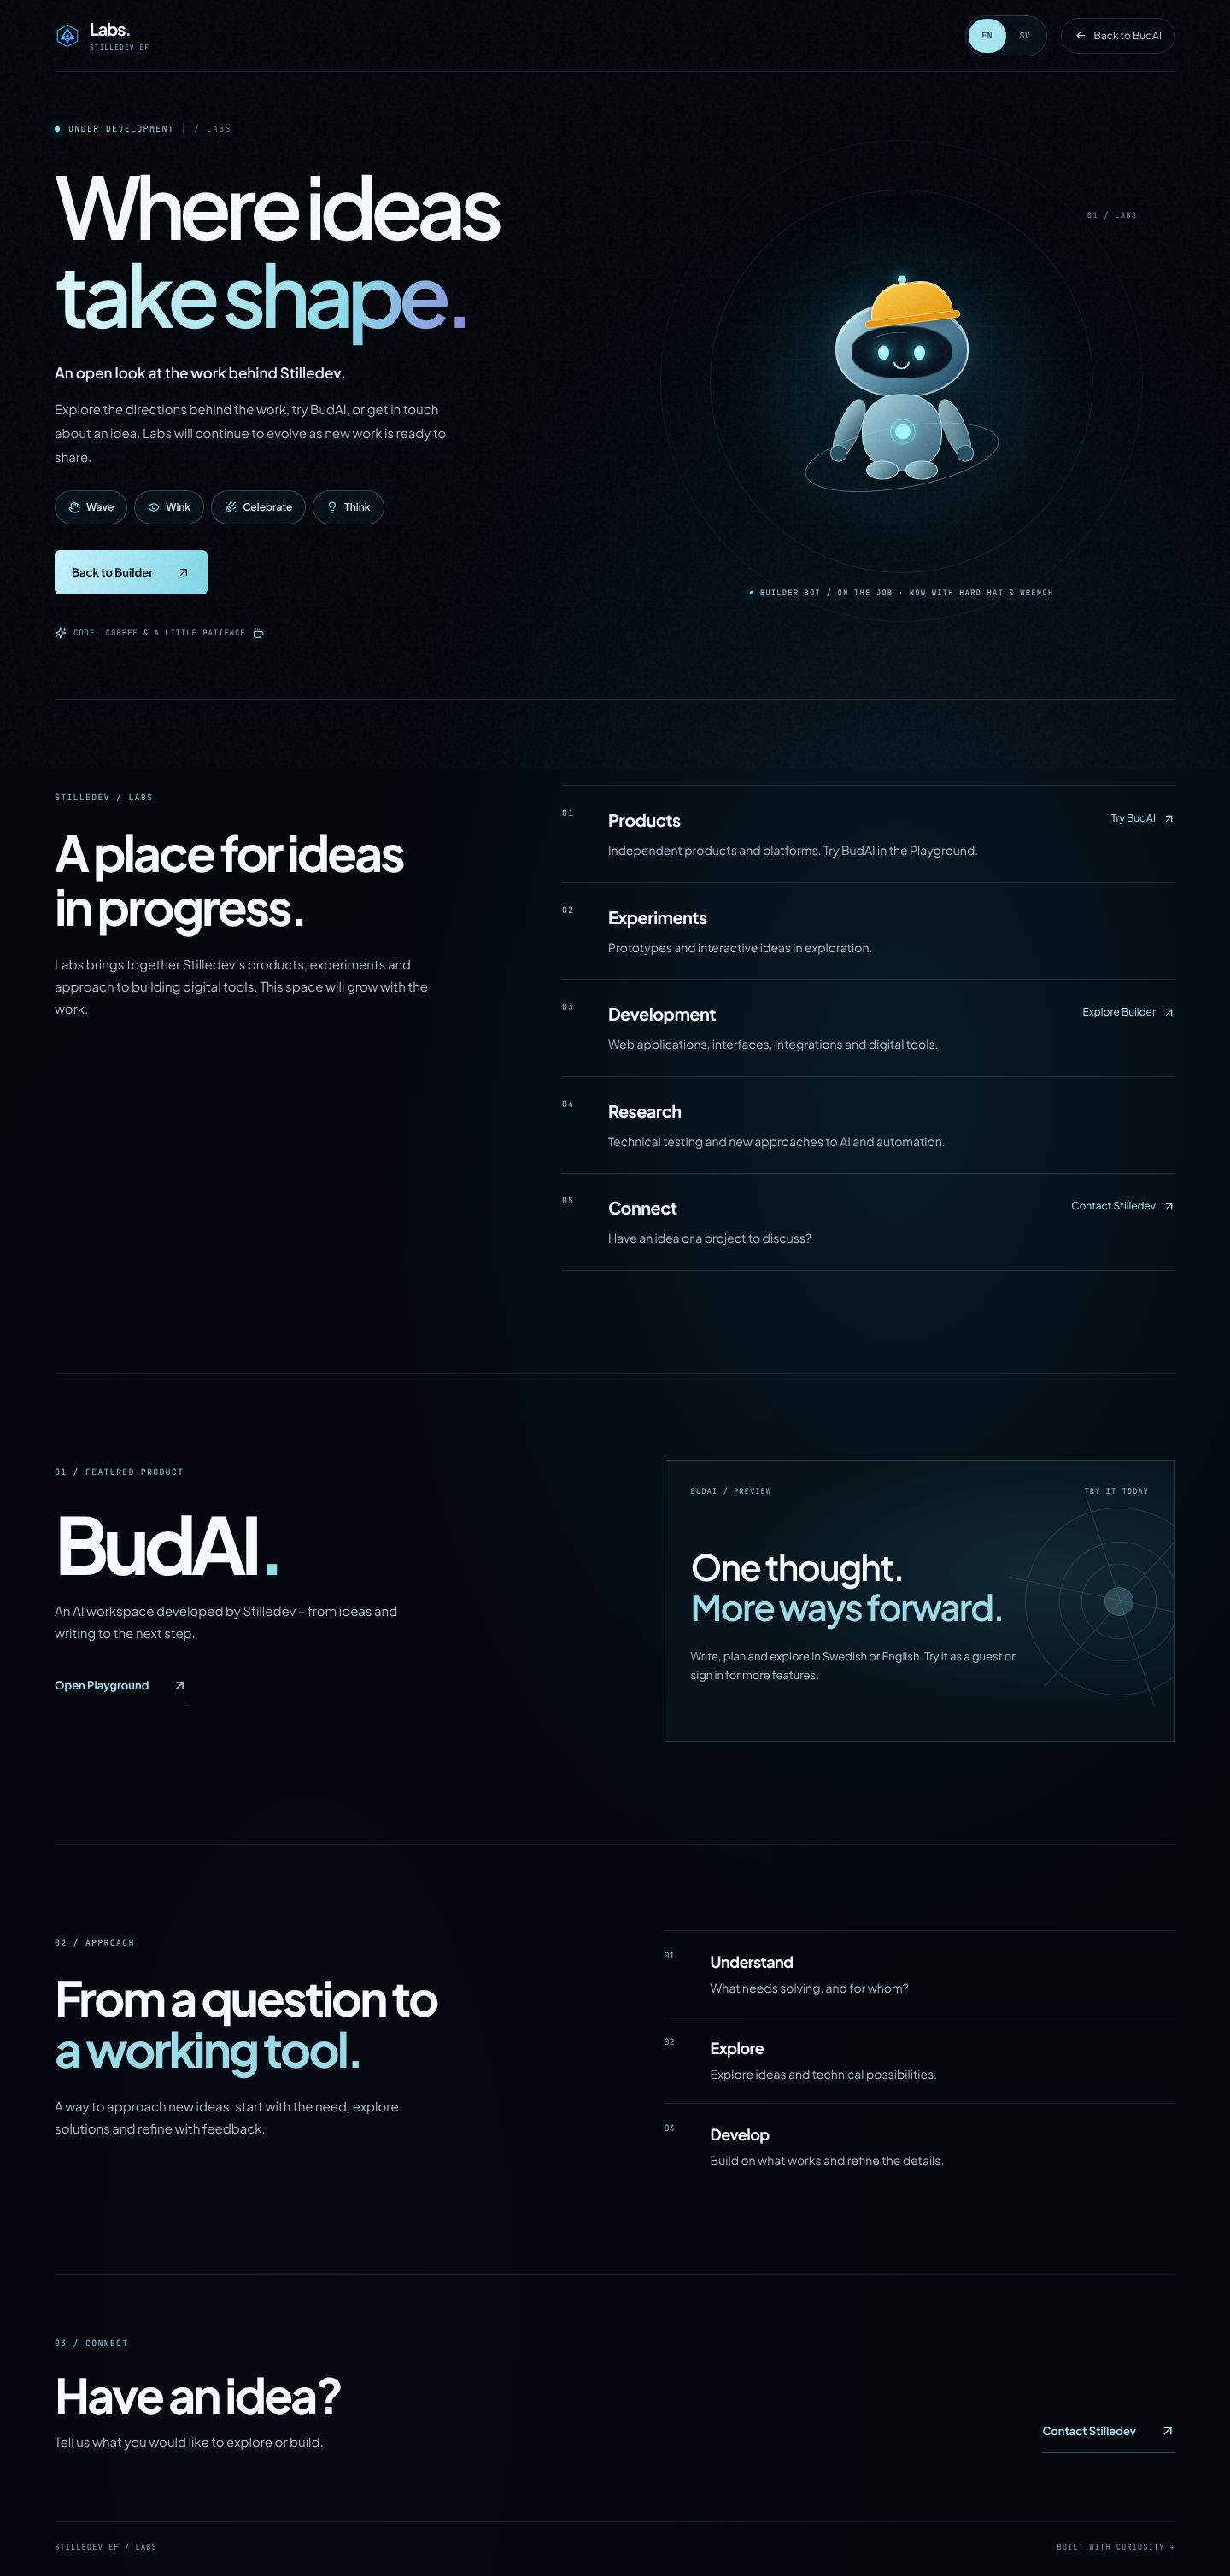 Labs.
STILLEDEV EF
EN
SV
Back to BudAI
UNDER DEVELOPMENT
/ LABS
Where ideas
take shape.
An open look at the work behind Stilledev.
Explore the directions behind the work, try BudAI, or get in touch
about an idea. Labs will continue to evolve as new work is ready to
share.
Wave
Wink
Celebrate
Think
Back to Builder
CODE, COFFEE & A LITTLE PATIENCE
01 / LABS
BUILDER BOT / ON THE JOB · NOW WITH HARD HAT & WRENCH
STILLEDEV / LABS
A place for ideas
in progress.
Labs brings together Stilledev's products, experiments and
approach to building digital tools. This space will grow with the
work.
01
Products
Try BudAI
Independent products and platforms. Try BudAI in the Playground.
02
Experiments
Prototypes and interactive ideas in exploration.
03
Development
Explore Builder
Web applications, interfaces, integrations and digital tools.
04
Research
Technical testing and new approaches to AI and automation.
05
Connect
Contact Stilledev
Have an idea or a project to discuss?
01 / FEATURED PRODUCT
BudAI.
An AI workspace developed by Stilledev – from ideas and
writing to the next step.
Open Playground
BUDAI / PREVIEW
TRY IT TODAY
One thought.
More ways forward.
Write, plan and explore in Swedish or English. Try it as a guest or
sign in for more features.
02 / APPROACH
From a question to
a working tool.
A way to approach new ideas: start with the need, explore
solutions and refine with feedback.
01
Understand
What needs solving, and for whom?
02
Explore
Explore ideas and technical possibilities.
03
Develop
Build on what works and refine the details.
03 / CONNECT
Have an idea?
Tell us what you would like to explore or build.
Contact Stilledev
STILLEDEV EF / LABS
BUILT WITH CURIOSITY +